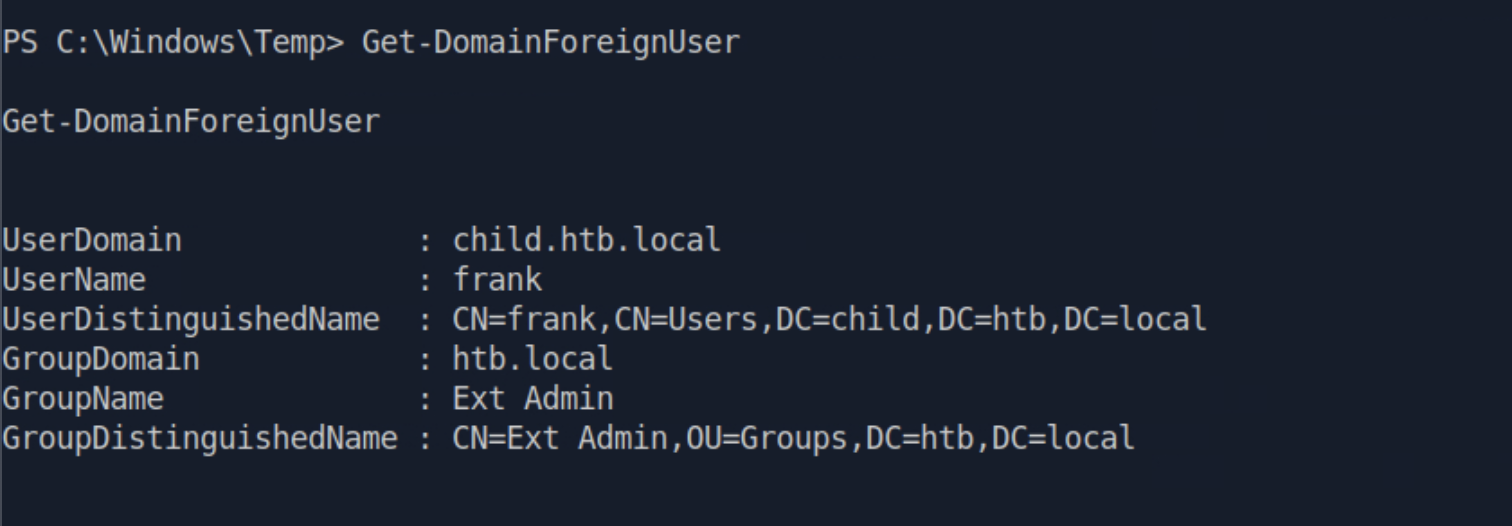 PS C:\Windows\Temp> Get-DomainForeignUser
Get-DomainForeignUser
UserDomain : child.htb.local
UserName : frank
UserDistinguishedName : CN=frank,CN=Users,DC=child,DC=htb,DC=local
GroupDomain : htb.local
GroupName : Ext Admin
GroupDistinguishedName : CN=Ext Admin,OU=Groups,DC=htb,DC=local